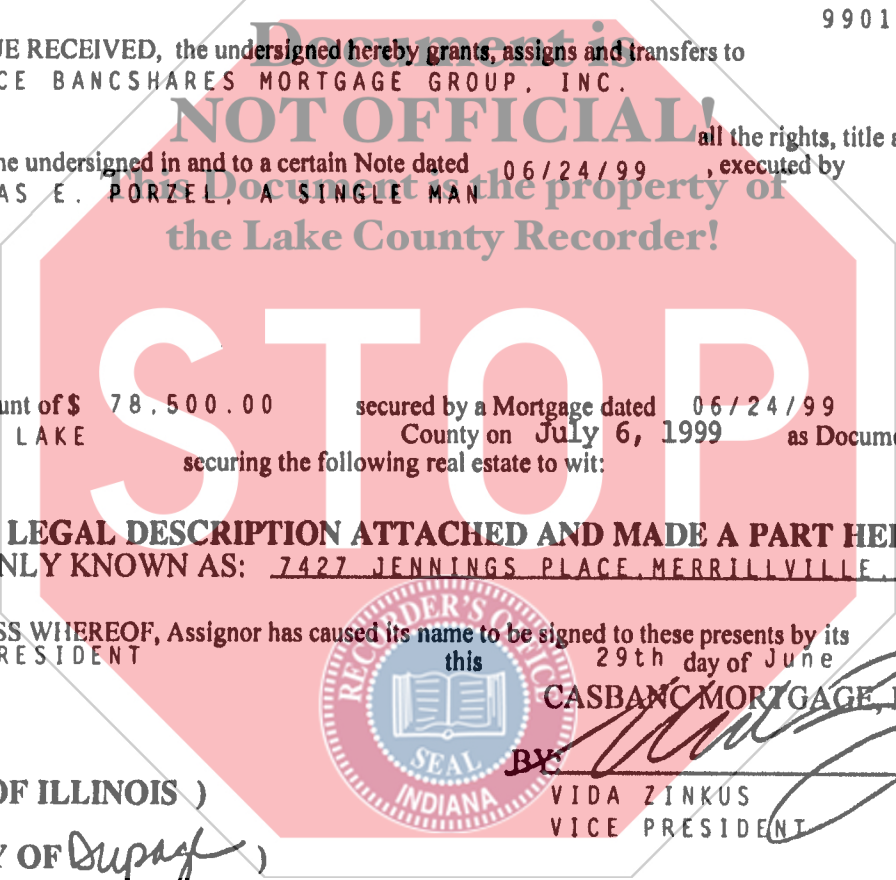 9901
Document is
UE RECEIVED, the undersigned hereby grants, assigns and transfers to
CE BANCSHARES MORTGAGE GROUP, INC.
NOT OFFICIAL!
all the rights, title a
he undersigned in and to a certain Note dated 06/24/99 , executed by
AS E. PORZEL, A SINGLE MAN
This Document is the property of
the Lake County Recorder!
STOP
unt of $ 78,500.00 secured by a Mortgage dated 06/24/99
LAKE County on July 6, 1999 as Docume
securing the following real estate to wit:
LEGAL DESCRIPTION ATTACHED AND MADE A PART HE
NLY KNOWN AS: 7427 JENNINGS PLACE, MERRILLVILLE,
SS WHEREOF, Assignor has caused its name to be signed to these presents by its
RESIDENT this 29th day of June
CASBANC MORTGAGE,
RECORDER'S OFFIC
SEAL
INDIANA
BY:
OF ILLINOIS )
VIDA ZINKUS
VICE PRESIDENT
Y OF Dupage )